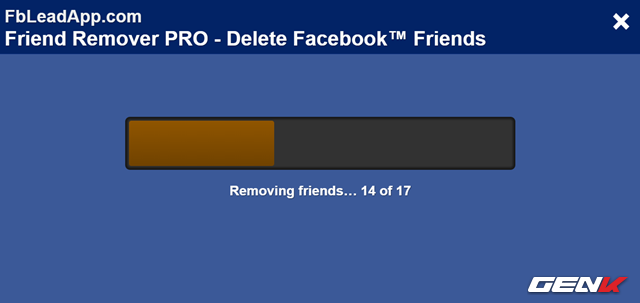 FbLeadApp.com
Friend Remover PRO - Delete Facebook™ Friends
Removing friends... 14 of 17
GENK